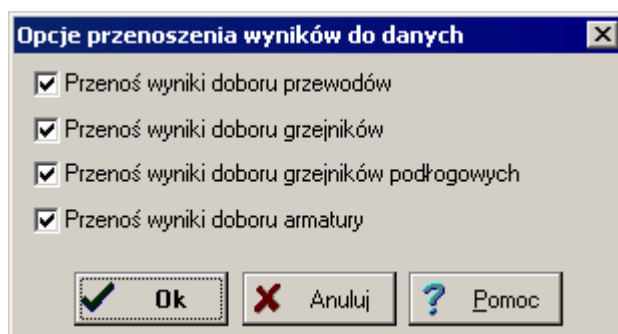 Opcje przenoszenia wyników do danych
Przenoś wyniki doboru przewodów
Przenoś wyniki doboru grzejników
Przenoś wyniki doboru grzejników podłogowych
Przenoś wyniki doboru armatury
Ok Anuluj Pomoc